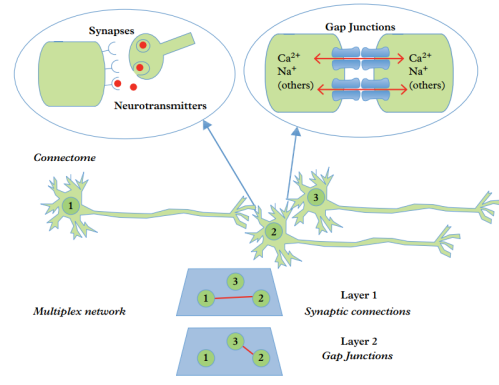 Synapses
Neurotransmitters
Gap Junctions
Ca²⁺
Na⁺
(others)
Ca²⁺
Na⁺
(others)
Connectome
1
3
2
Multiplex network
3
1 2
Layer 1
Synaptic connections
3
1 2
Layer 2
Gap Junctions